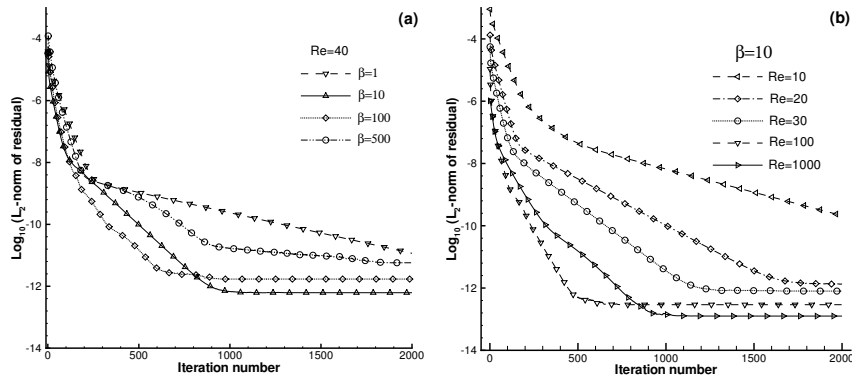 (a)
Re=40
β=1
β=10
β=100
β=500
Log10 (L2-norm of residual)
-4
-6
-8
-10
-12
-14
0
500
1000
1500
2000
Iteration number
(b)
β=10
Re=10
Re=20
Re=30
Re=100
Re=1000
Log10 (L2-norm of residual)
-4
-6
-8
-10
-12
-14
0
500
1000
1500
2000
Iteration number